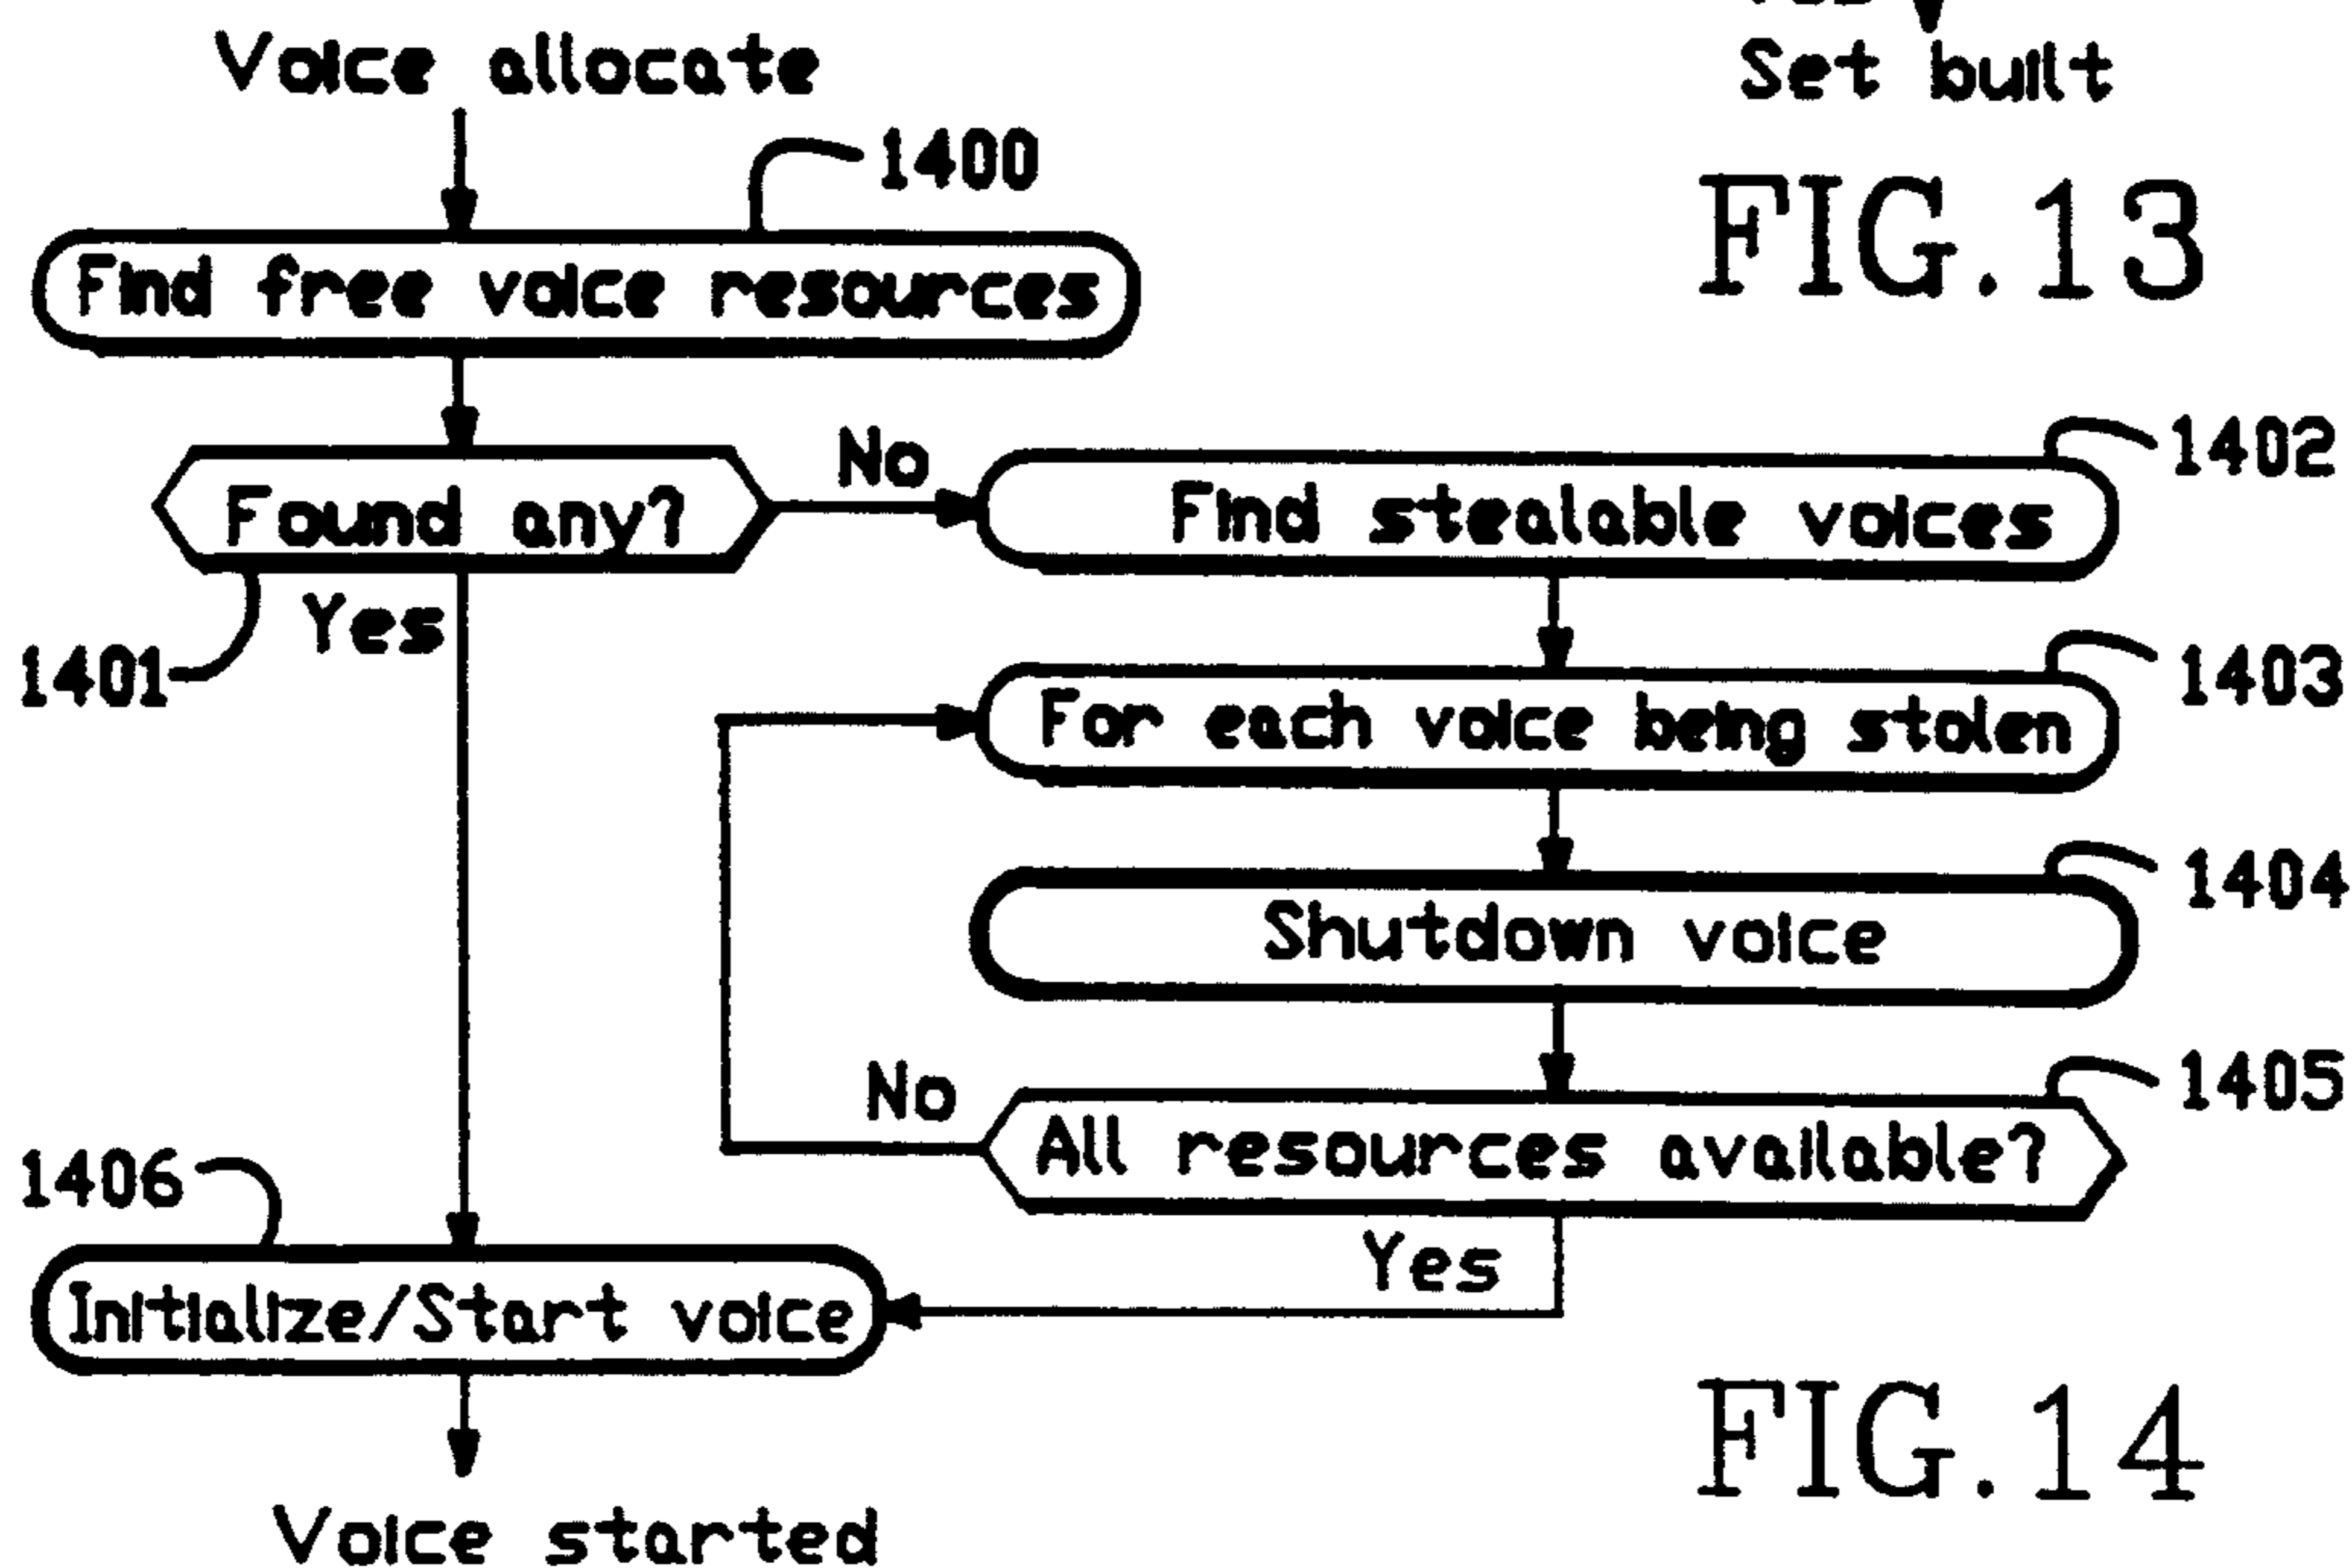 Voice allocate
Set built
1400
FIG.13
Find free voice resources
No
1402
Found any?
Find stealable voices
Yes
1401
1403
For each voice being stolen
1404
Shutdown voice
No
1405
All resources available?
1406
Yes
Initialize/Start voice
FIG.14
Voice started